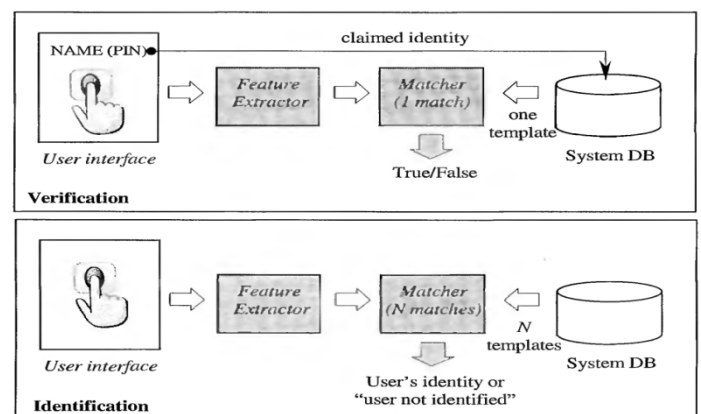 claimed identity
NAME (PIN)
Feature
Extractor
Matcher
(1 match)
one
template
System DB
User interface
True/False
Verification
Feature
Extractor
Matcher
(N matches)
N
templates
System DB
User interface
User's identity or
"user not identified"
Identification